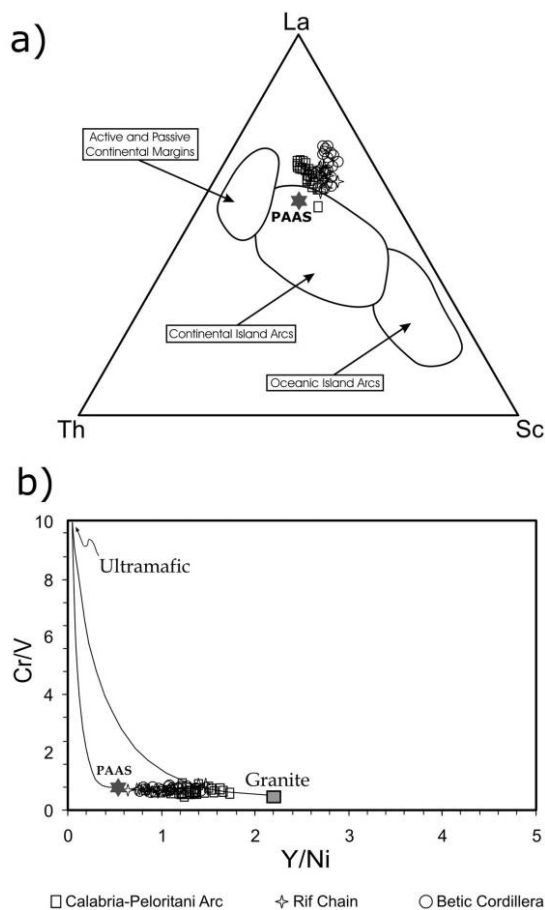 a)
La
Active and Passive
Continental Margins
PAAS
Continental Island Arcs
Oceanic Island Arcs
Th
Sc
b)
10
Ultramafic
8
6
Cr/V
4
2
PAAS
Granite
0
0 1 2 3 4 5
Y/Ni
Calabria-Peloritani Arc Rif Chain Betic Cordillera